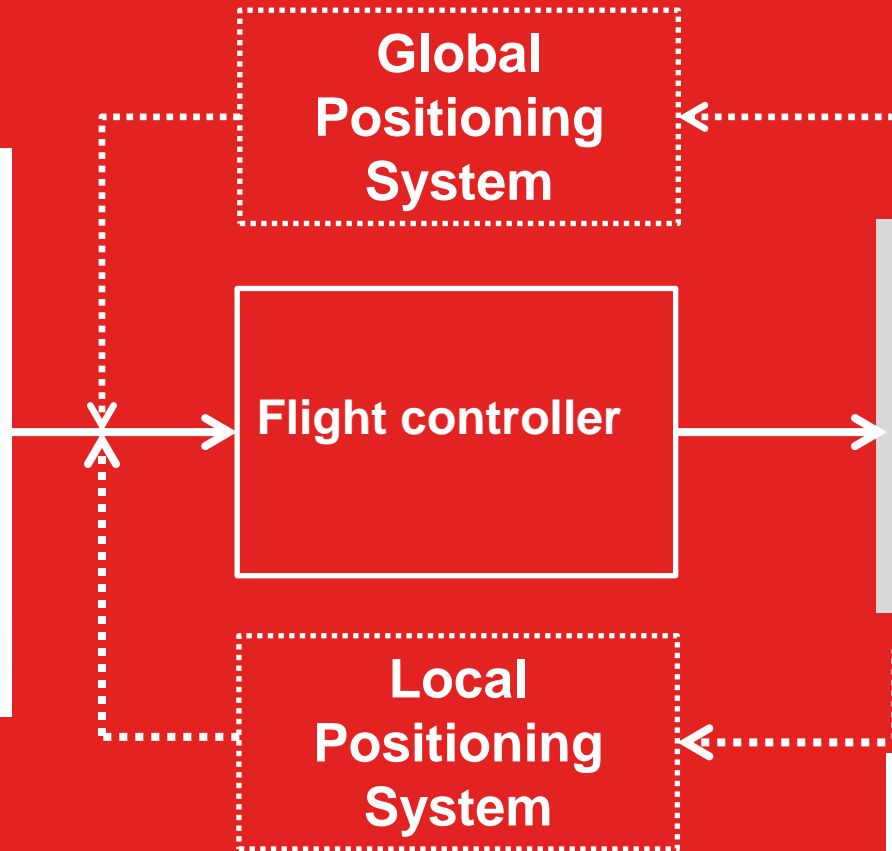 Global
Positioning
System
Flight controller
Local
Positioning
System